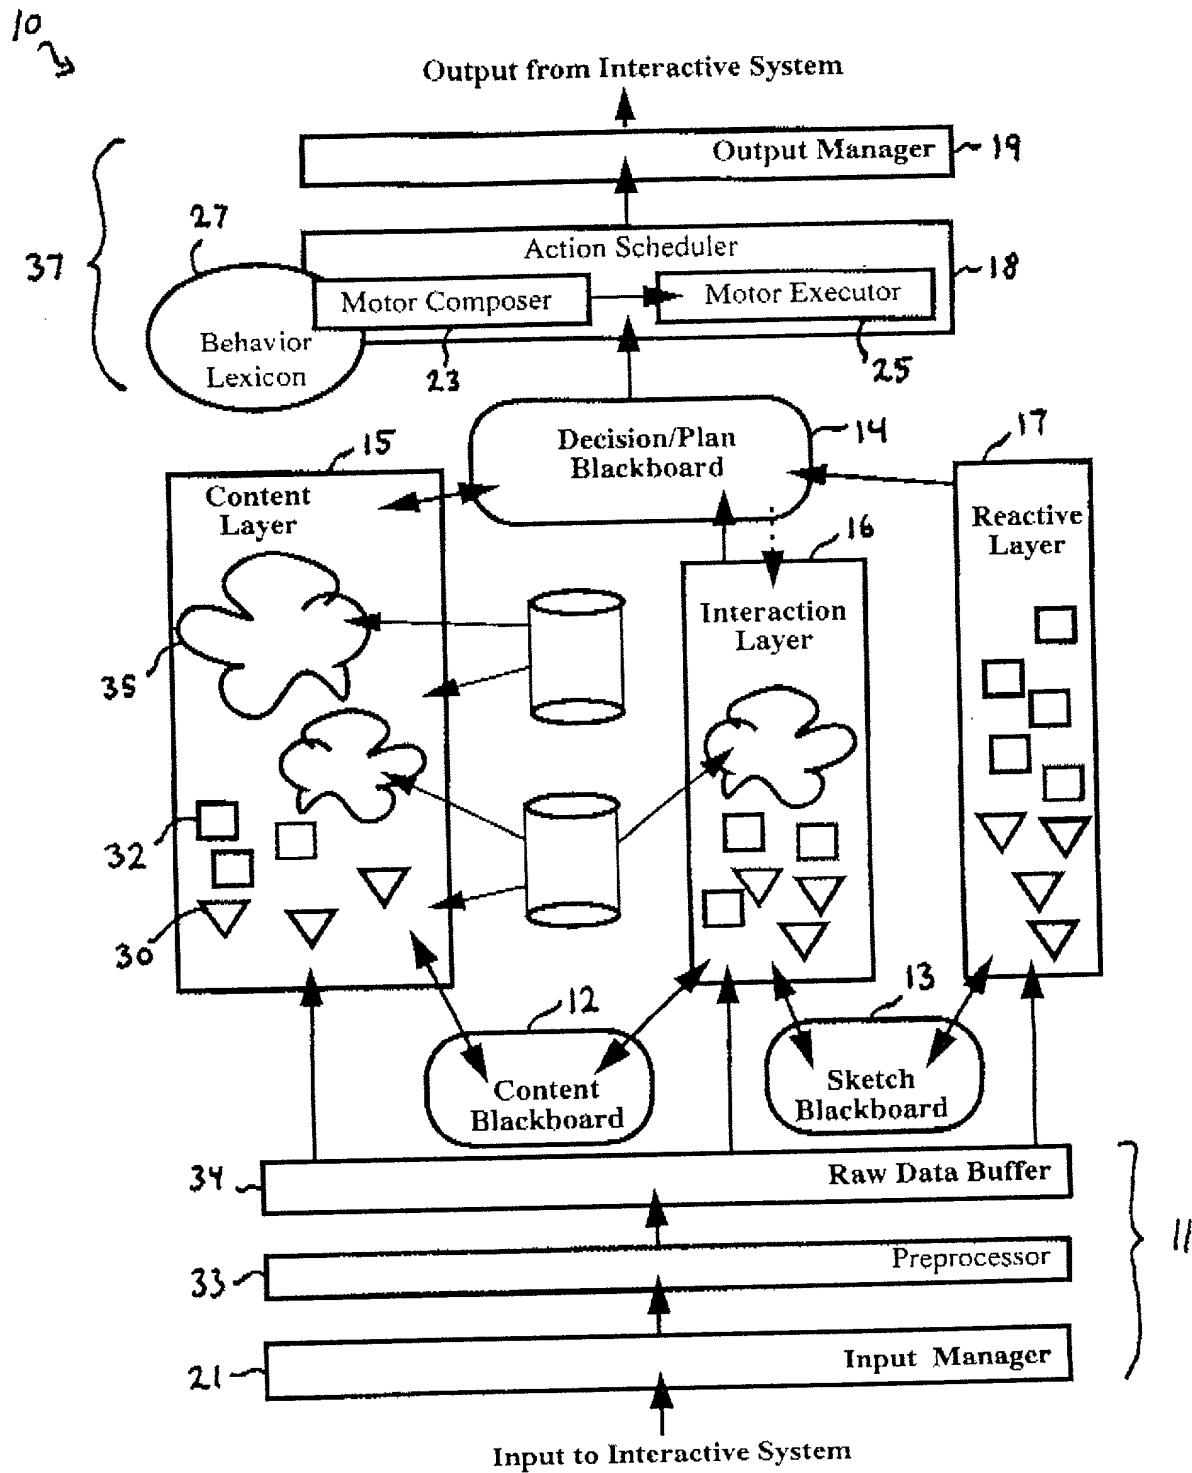 10
Output from Interactive System
Output Manager
19
37
27
Action Scheduler
18
Motor Composer
Motor Executor
Behavior
Lexicon
23
25
Decision/Plan
Blackboard
14
17
15
Content
Layer
16
Reactive
Layer
Interaction
Layer
35
32
30
12
13
Content
Blackboard
Sketch
Blackboard
34
Raw Data Buffer
11
33
Preprocessor
21
Input Manager
Input to Interactive System